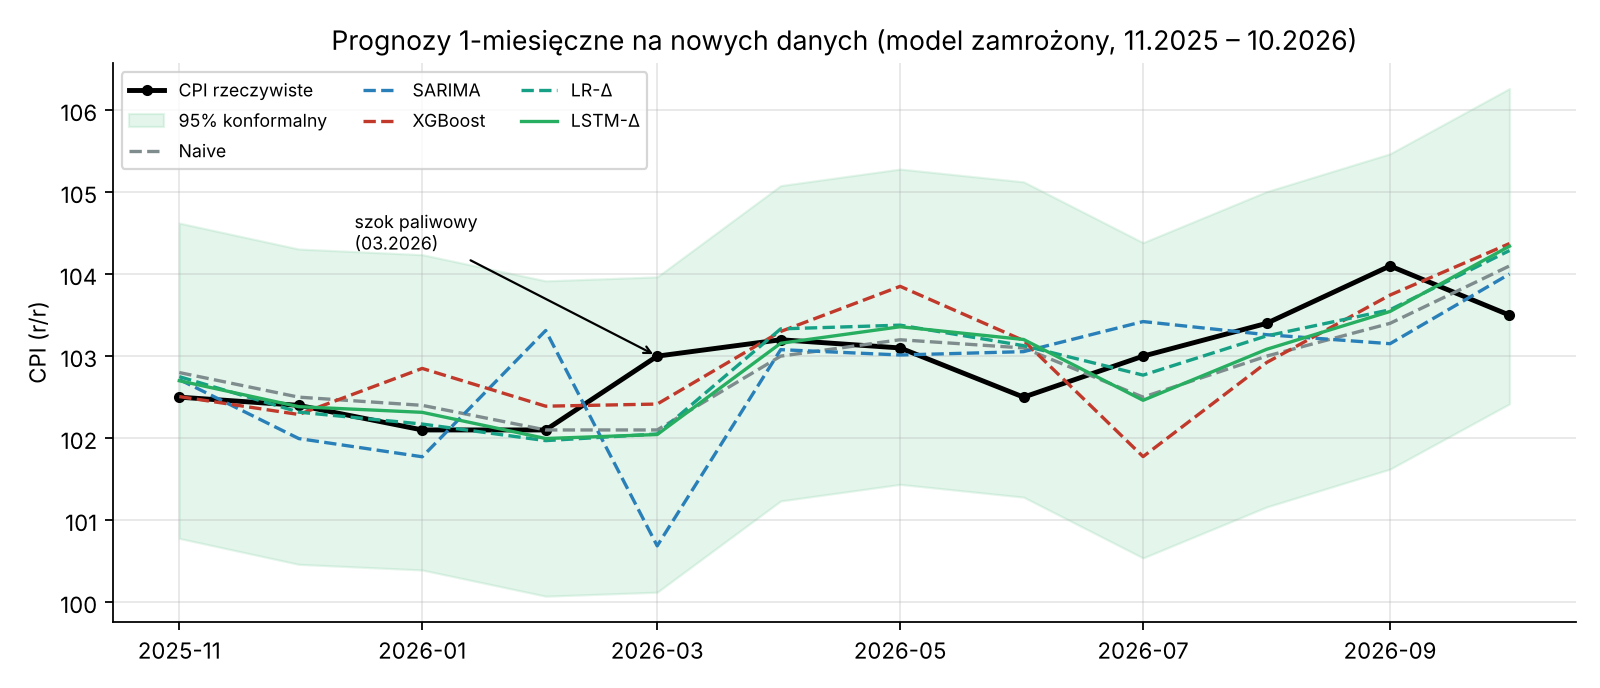 Prognozy 1-miesięczne na nowych danych (model zamrożony, 11.2025 – 10.2026)
CPI rzeczywiste
95% konformalny
Naive
SARIMA
XGBoost
LR-Δ
LSTM-Δ
szok paliwowy
(03.2026)
CPI (r/r)
106
105
104
103
102
101
100
2025-11
2026-01
2026-03
2026-05
2026-07
2026-09